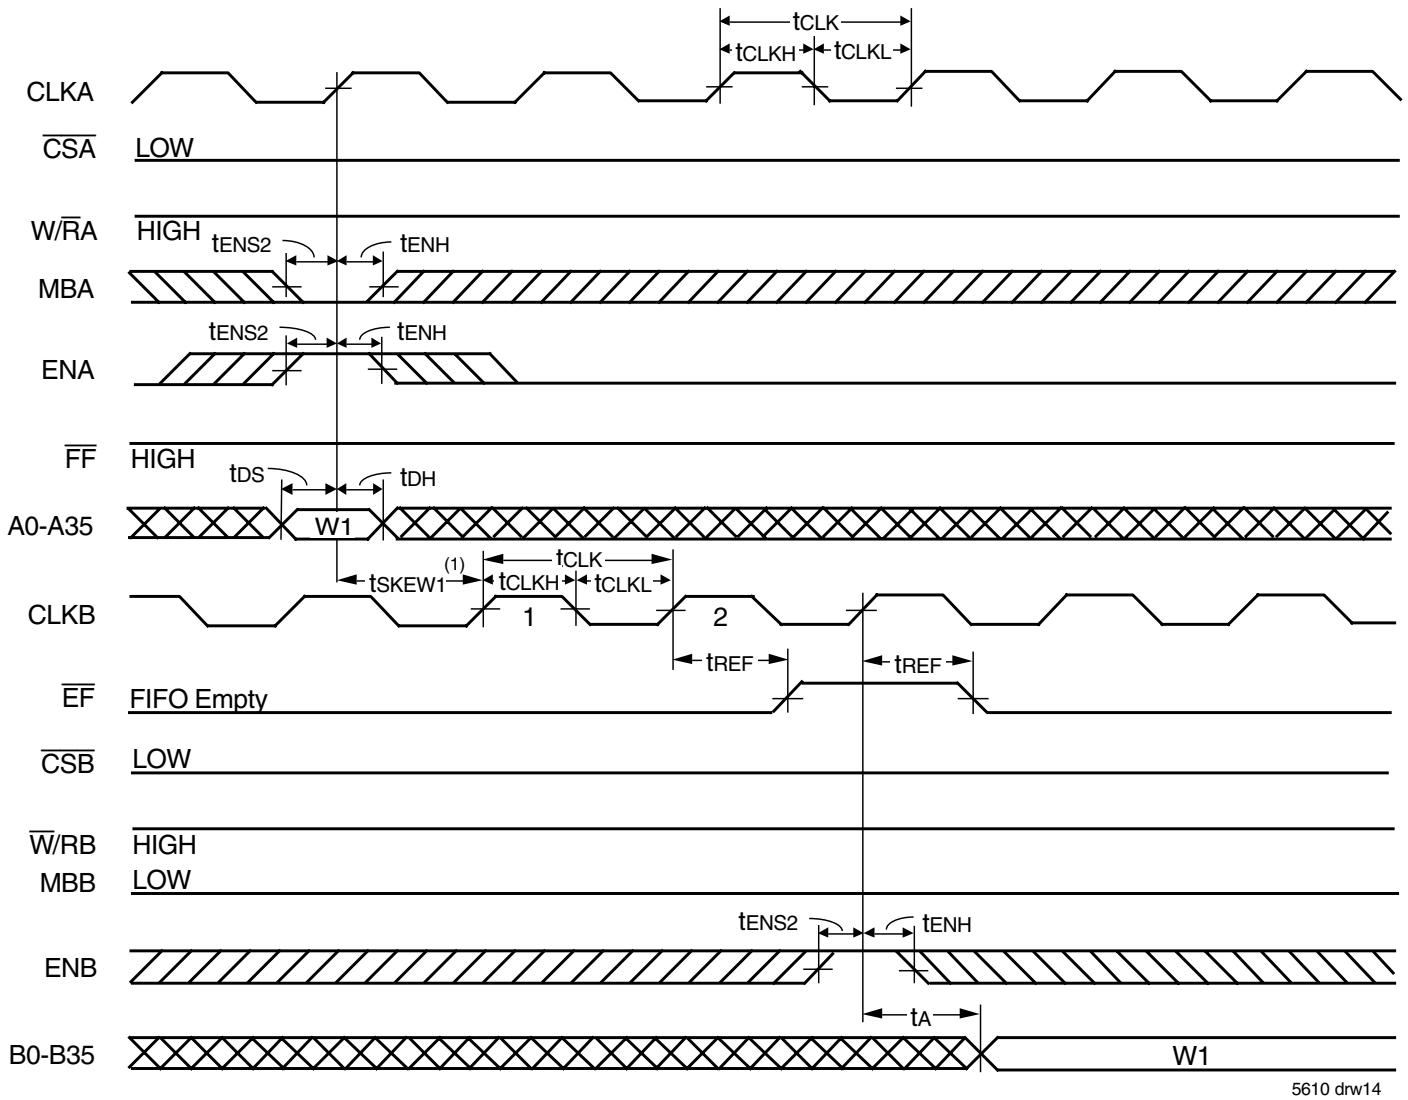 tCLK
tCLKH tCLKL
CLKA
CSA LOW
W/RA HIGH
tENS2 tENH
MBA
tENS2 tENH
ENA
FF HIGH
tDS tDH
A0-A35 W1
tSKEW1(1) tCLK
tCLKH tCLKL
CLKB 1 2
tREF tREF
EF FIFO Empty
CSB LOW
W/RB HIGH
MBB LOW
tENS2 tENH
ENB
tA
B0-B35 W1
5610 drw14